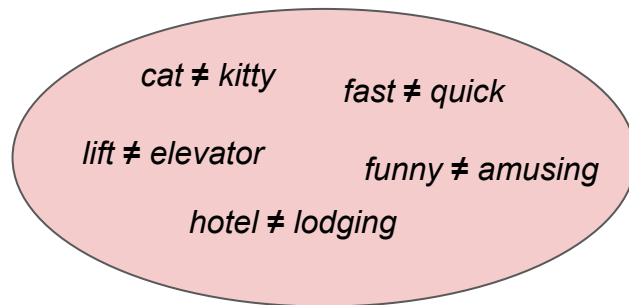 cat ≠ kitty
fast ≠ quick
lift ≠ elevator
funny ≠ amusing
hotel ≠ lodging